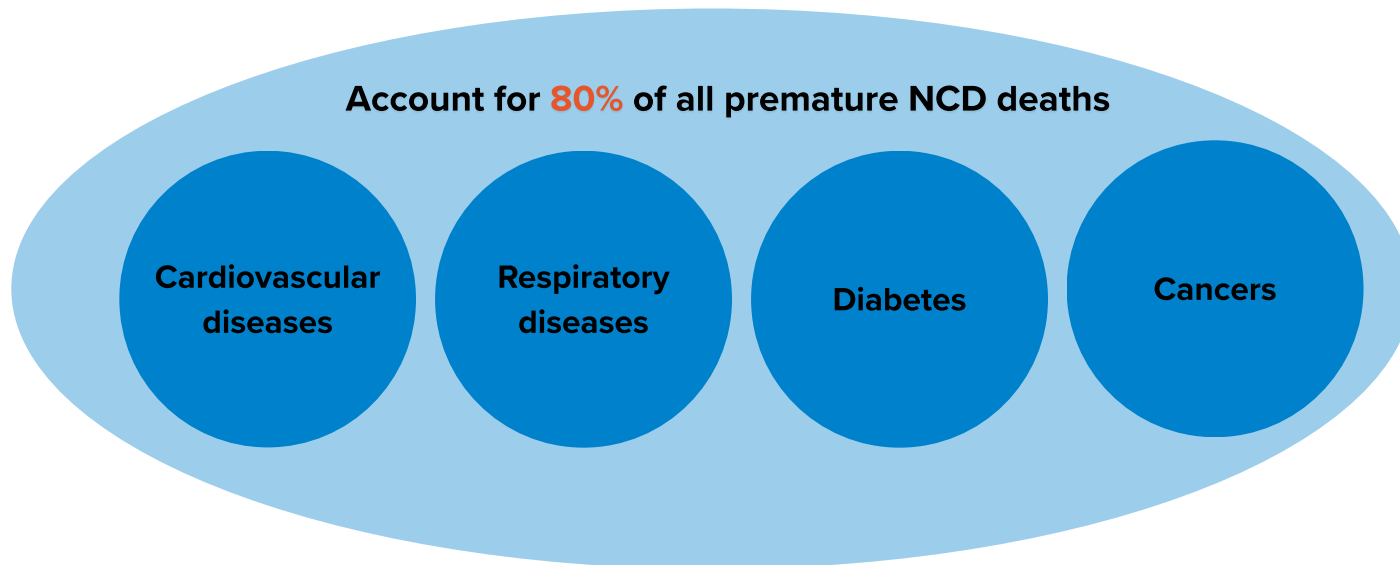 Account for 80% of all premature NCD deaths
Cardiovascular
diseases
Respiratory
diseases
Diabetes
Cancers